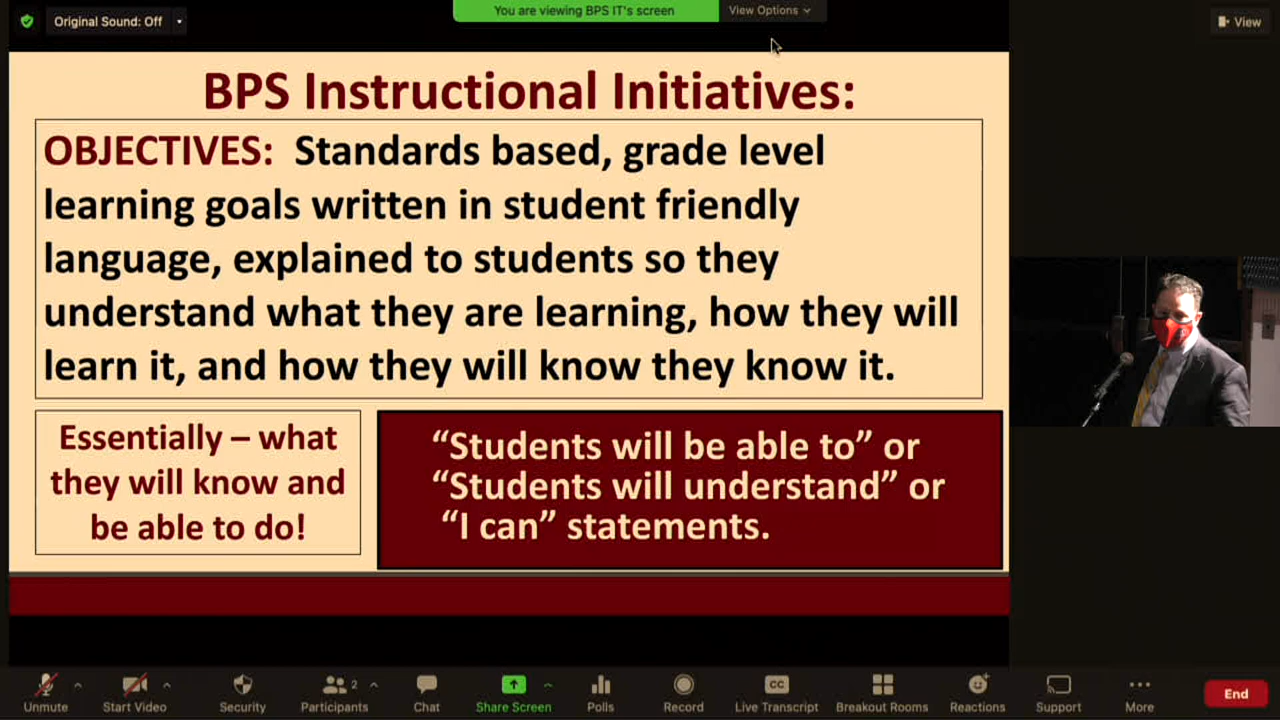 Original Sound: Off
You are viewing BPS IT's screen
View Options
View
BPS Instructional Initiatives:
OBJECTIVES: Standards based, grade level
learning goals written in student friendly
language, explained to students so they
understand what they are learning, how they will
learn it, and how they will know they know it.
Essentially – what
they will know and
be able to do!
“Students will be able to” or
“Students will understand” or
“I can” statements.
Unmute
Start Video
Security
Participants
2
Chat
Share Screen
Polls
Record
CC
Live Transcript
Breakout Rooms
Reactions
Support
More
End